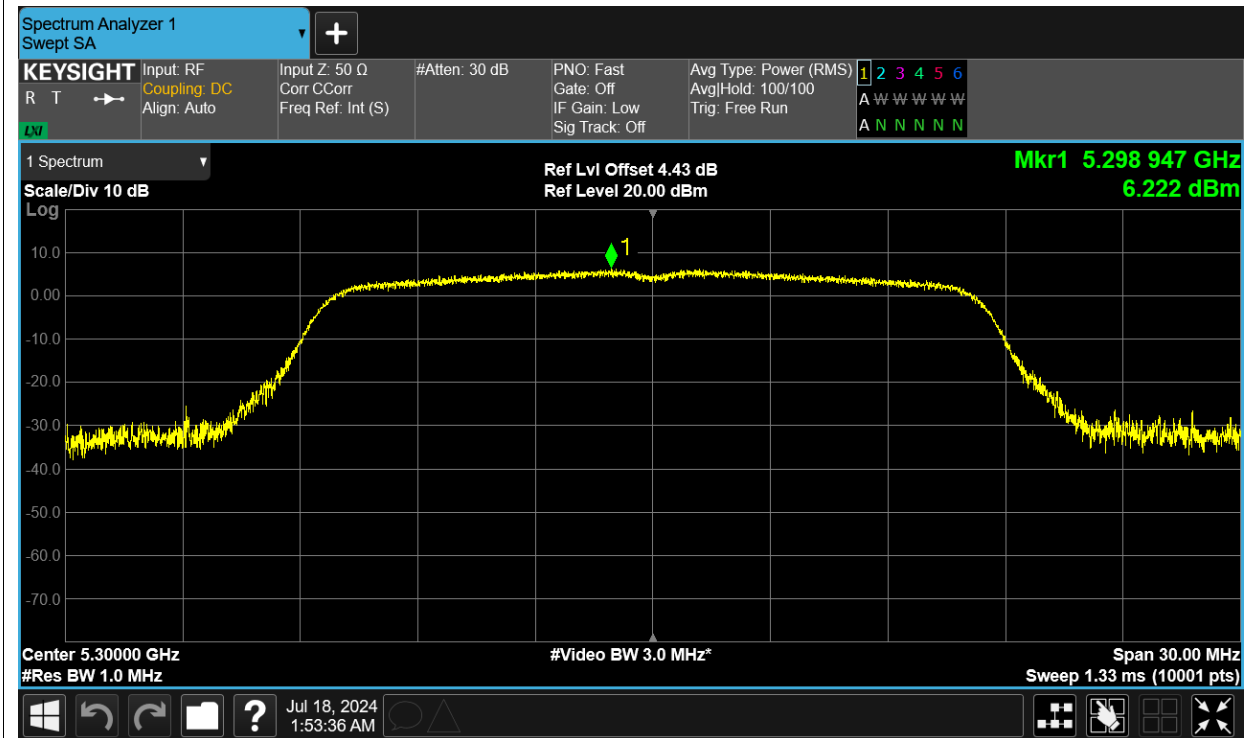 Spectrum Analyzer 1
Swept SA
KEYSIGHT
R T
LXI
Input: RF
Coupling: DC
Align: Auto
Input Z: 50 Ω
Corr CCorr
Freq Ref: Int (S)
#Atten: 30 dB
PNO: Fast
Gate: Off
IF Gain: Low
Sig Track: Off
Avg Type: Power (RMS)
Avg|Hold: 100/100
Trig: Free Run
1 2 3 4 5 6
A W W W W W
A N N N N N
1 Spectrum
Scale/Div 10 dB
Log
Ref Lvl Offset 4.43 dB
Ref Level 20.00 dBm
Mkr1 5.298 947 GHz
6.222 dBm
1
10.0
0.00
-10.0
-20.0
-30.0
-40.0
-50.0
-60.0
-70.0
Center 5.30000 GHz
#Res BW 1.0 MHz
#Video BW 3.0 MHz*
Span 30.00 MHz
Sweep 1.33 ms (10001 pts)
?
Jul 18, 2024
1:53:36 AM